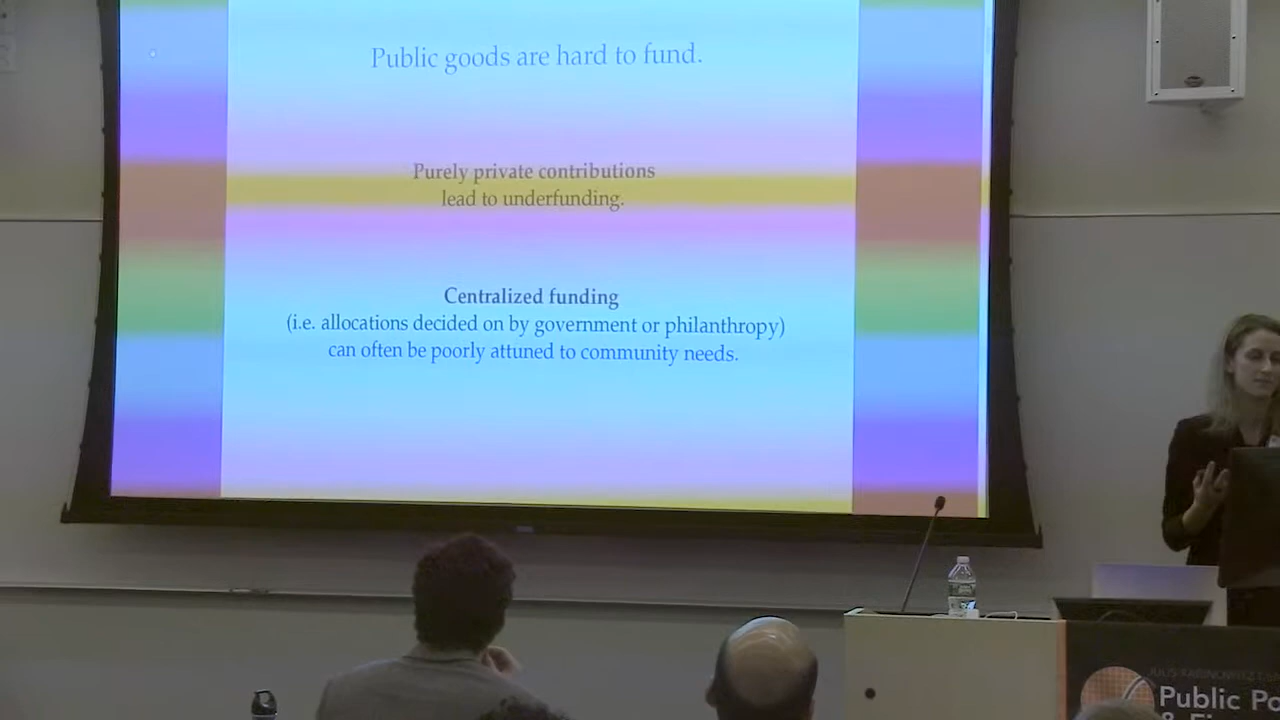 Public goods are hard to fund.
Purely private contributions
lead to underfunding.
Centralized funding
(i.e. allocations decided on by government or philanthropy)
can often be poorly attuned to community needs.
Public Po